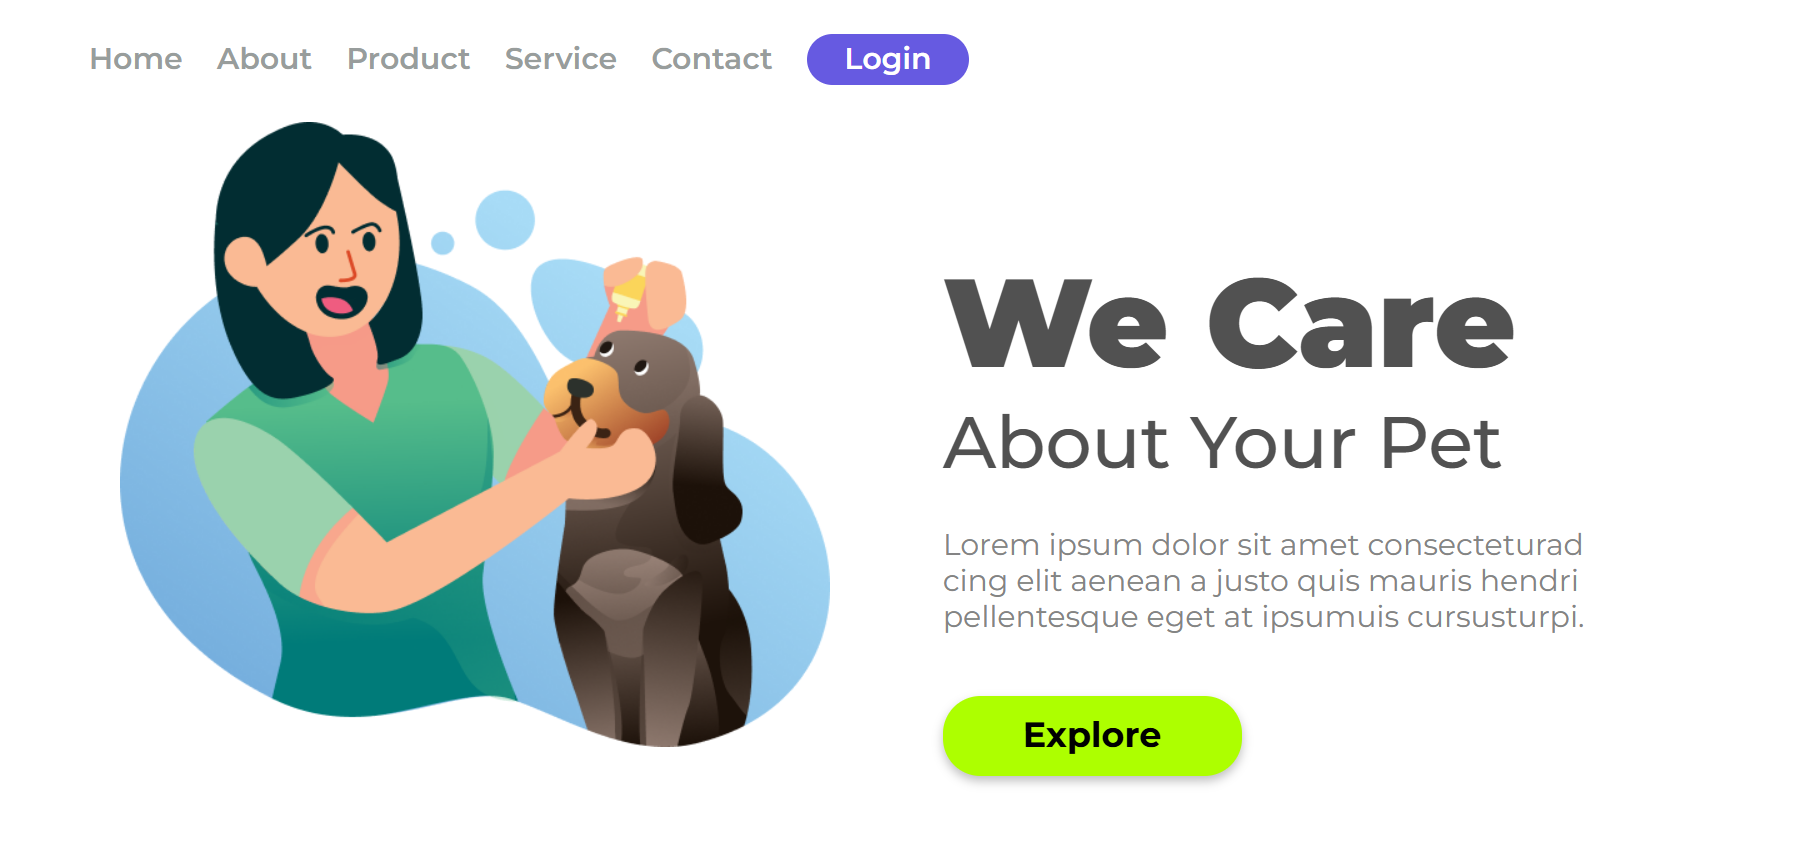 Home About Product Service Contact Login
We Care
About Your Pet
Lorem ipsum dolor sit amet consecteturad
cing elit aenean a justo quis mauris hendri
pellentesque eget at ipsumuis cursusturpi.
Explore